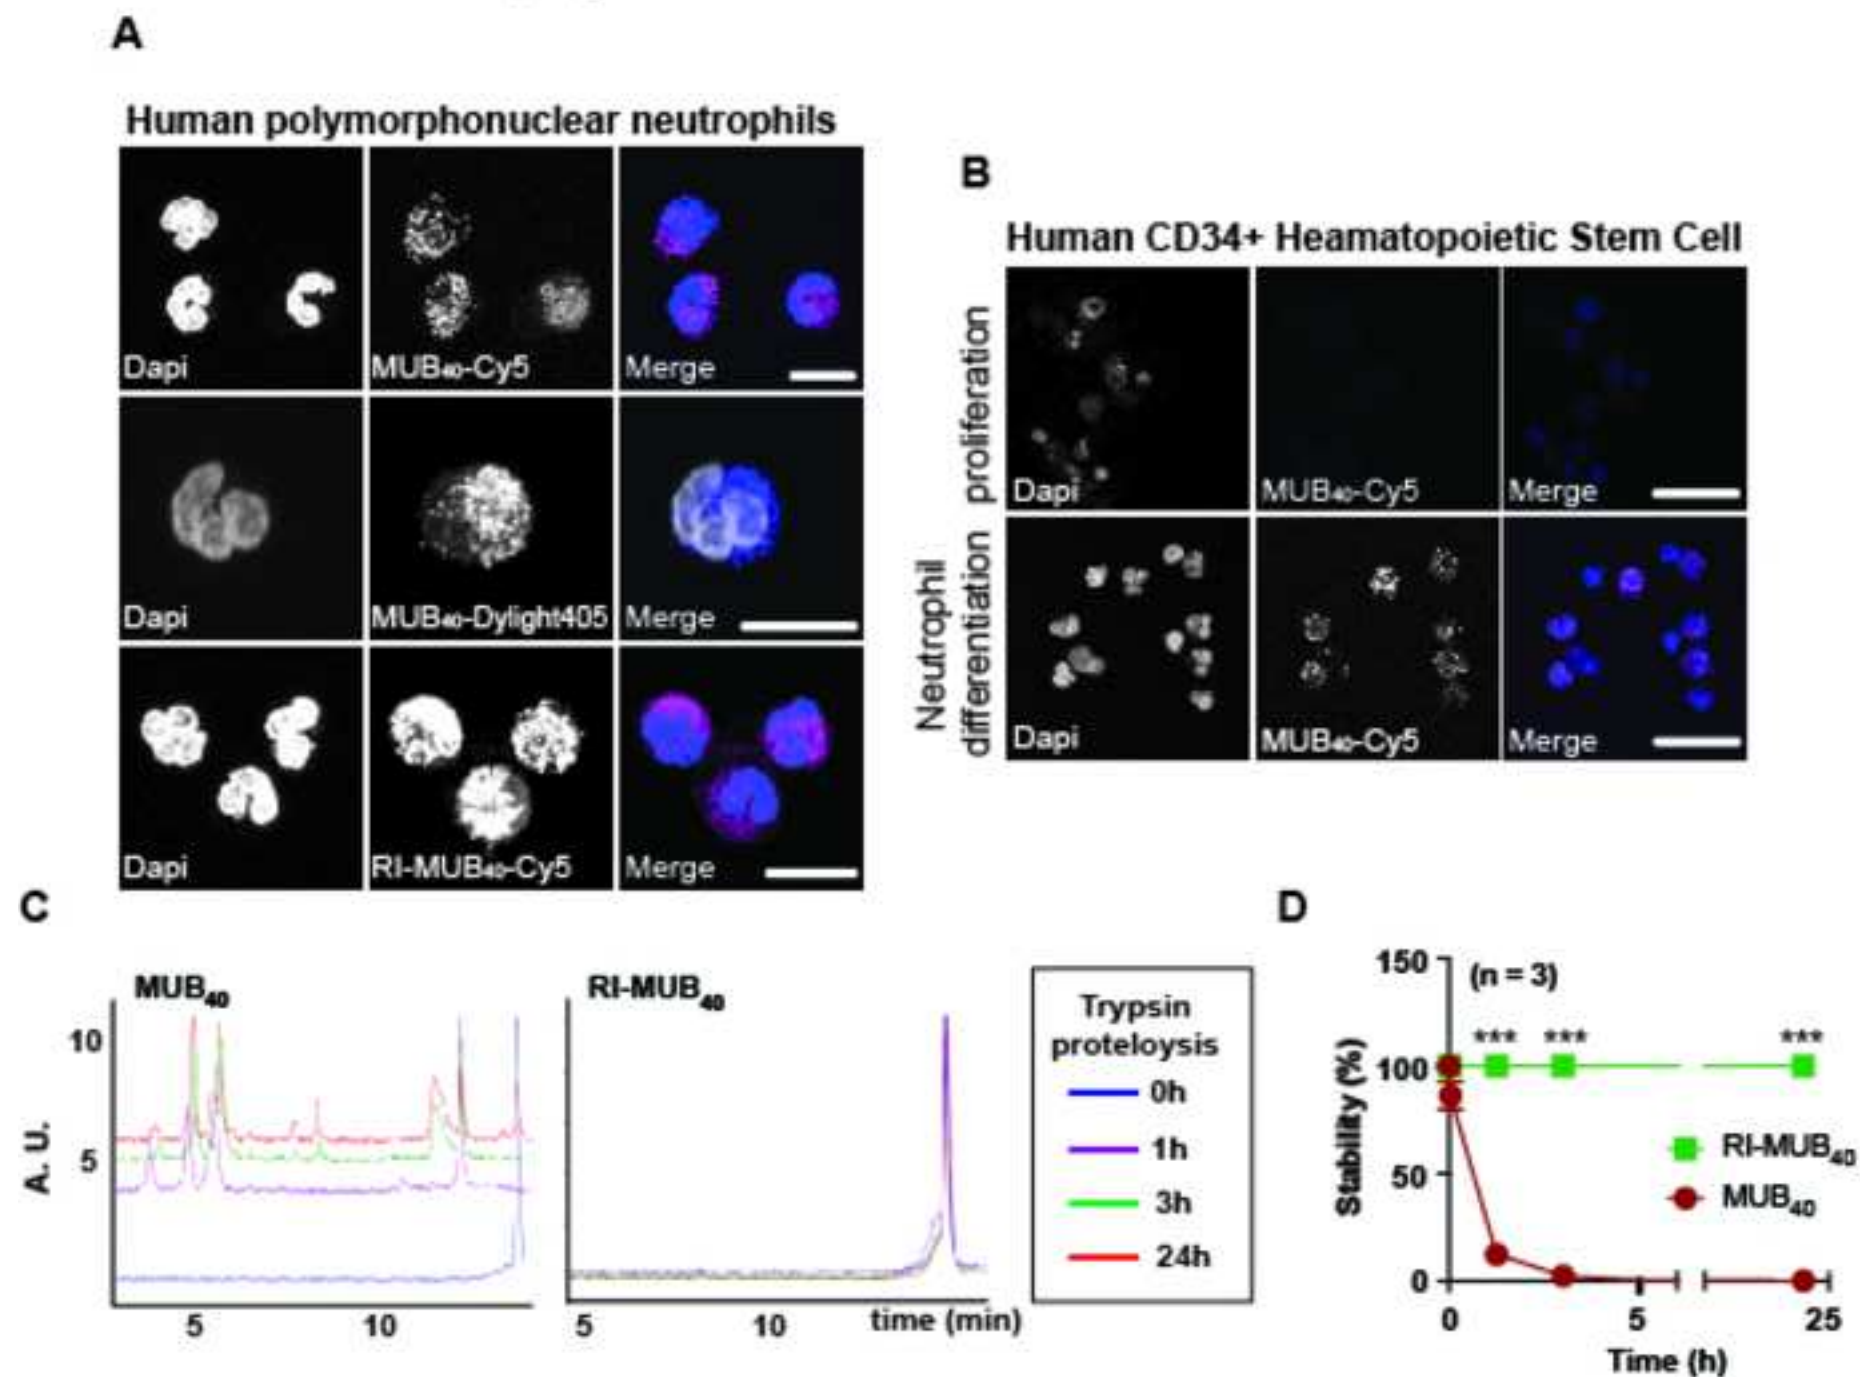 A
Human polymorphonuclear neutrophils
Dapi
MUB40-Cy5
Merge
Dapi
MUB40-Dylight405
Merge
Dapi
RI-MUB40-Cy5
Merge
B
Human CD34+ Heamatopoietic Stem Cell
proliferation
Dapi
MUB40-Cy5
Merge
Neutrophil
differentiation
Dapi
MUB40-Cy5
Merge
C
MUB40
RI-MUB40
A. U.
10
5
5
10
5
10
time (min)
Trypsin
proteloysis
0h
1h
3h
24h
D
(n = 3)
*** *** ***
Stability (%)
150
100
50
0
RI-MUB40
MUB40
0 5 25
Time (h)